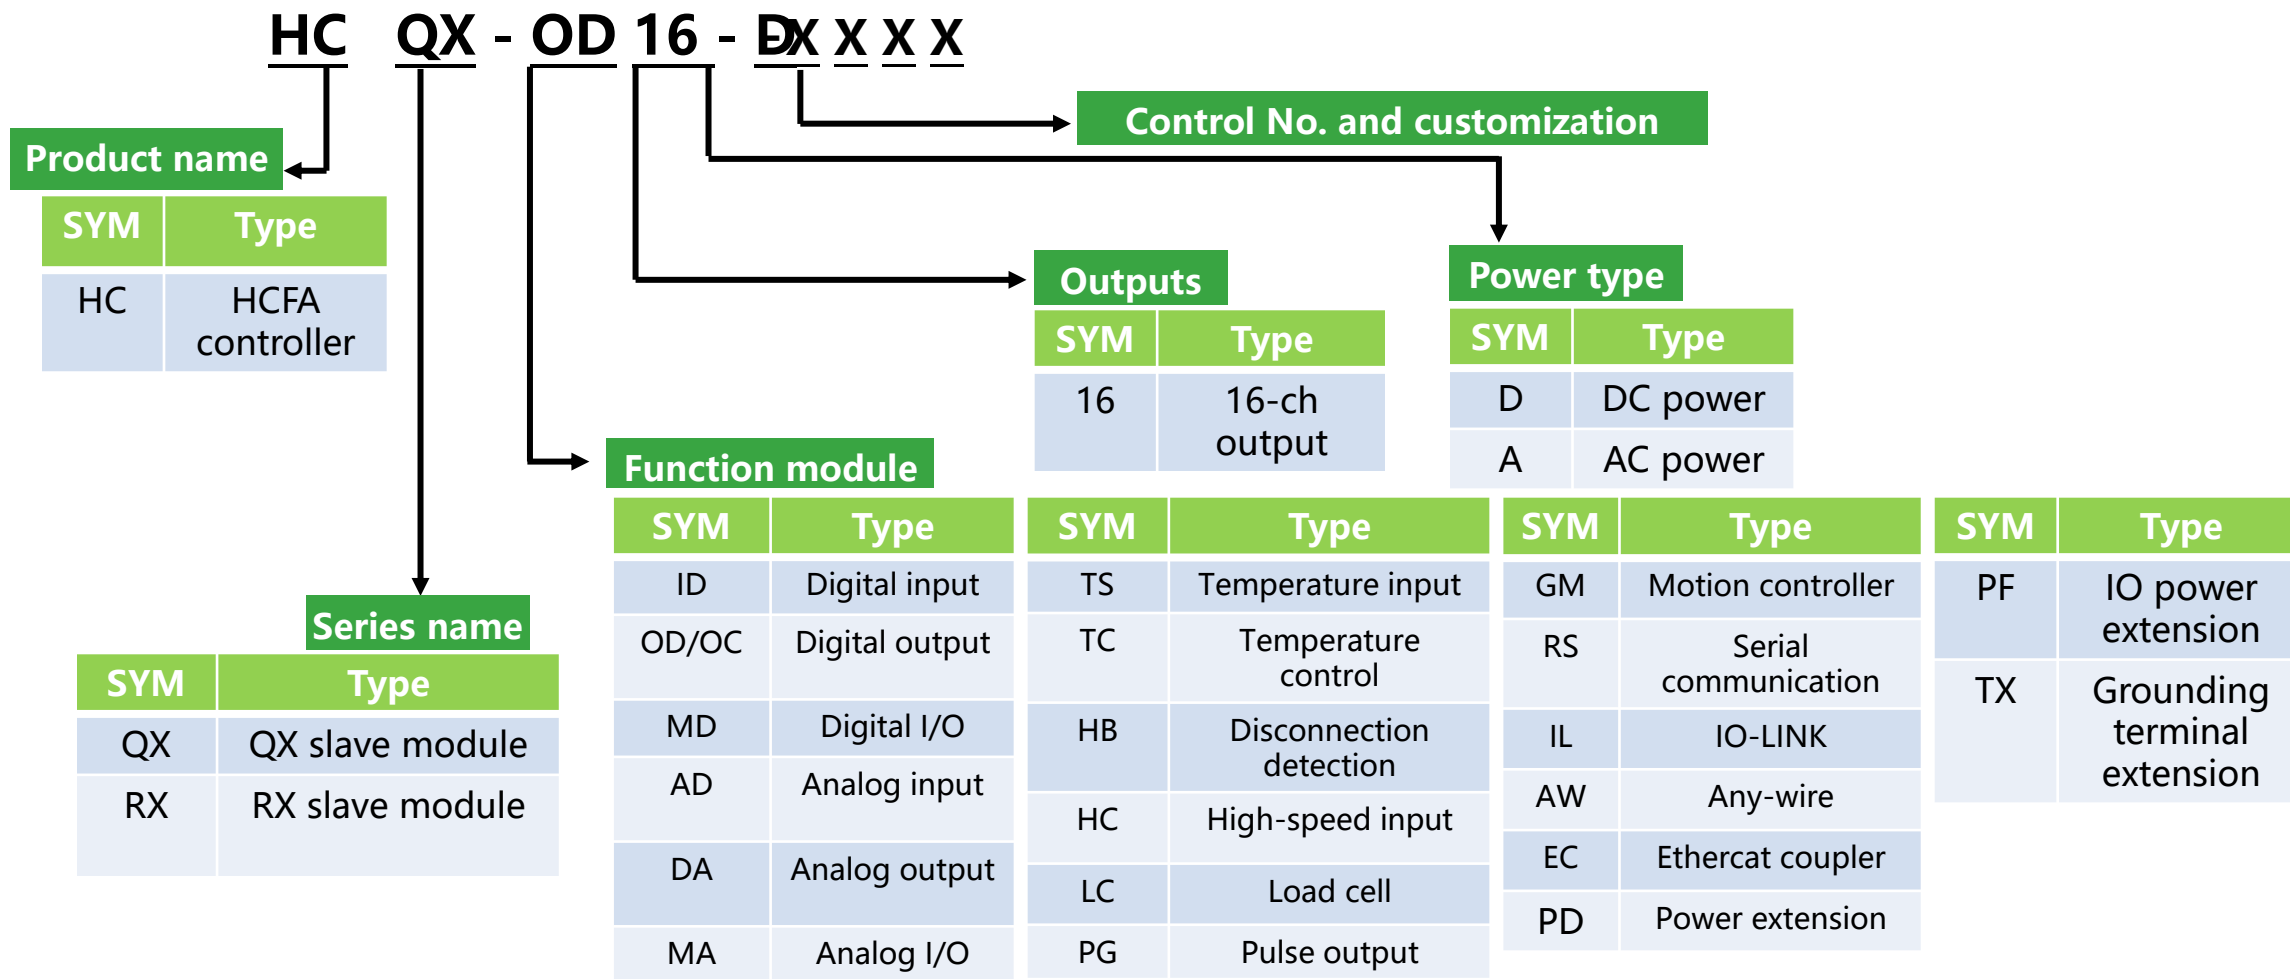 HC QX - OD 16 - D-X X X X
Control No. and customization
Product name
SYM Type
HC HCFA
controller
Outputs
SYM Type
16 16-ch
output
Power type
SYM Type
D DC power
A AC power
Function module
SYM Type
ID Digital input
OD/OC Digital output
MD Digital I/O
AD Analog input
DA Analog output
MA Analog I/O
SYM Type
TS Temperature input
TC Temperature
control
HB Disconnection
detection
HC High-speed input
LC Load cell
PG Pulse output
SYM Type
GM Motion controller
RS Serial
communication
IL IO-LINK
AW Any-wire
EC Ethercat coupler
PD Power extension
SYM Type
PF IO power
extension
TX Grounding
terminal
extension
Series name
SYM Type
QX QX slave module
RX RX slave module